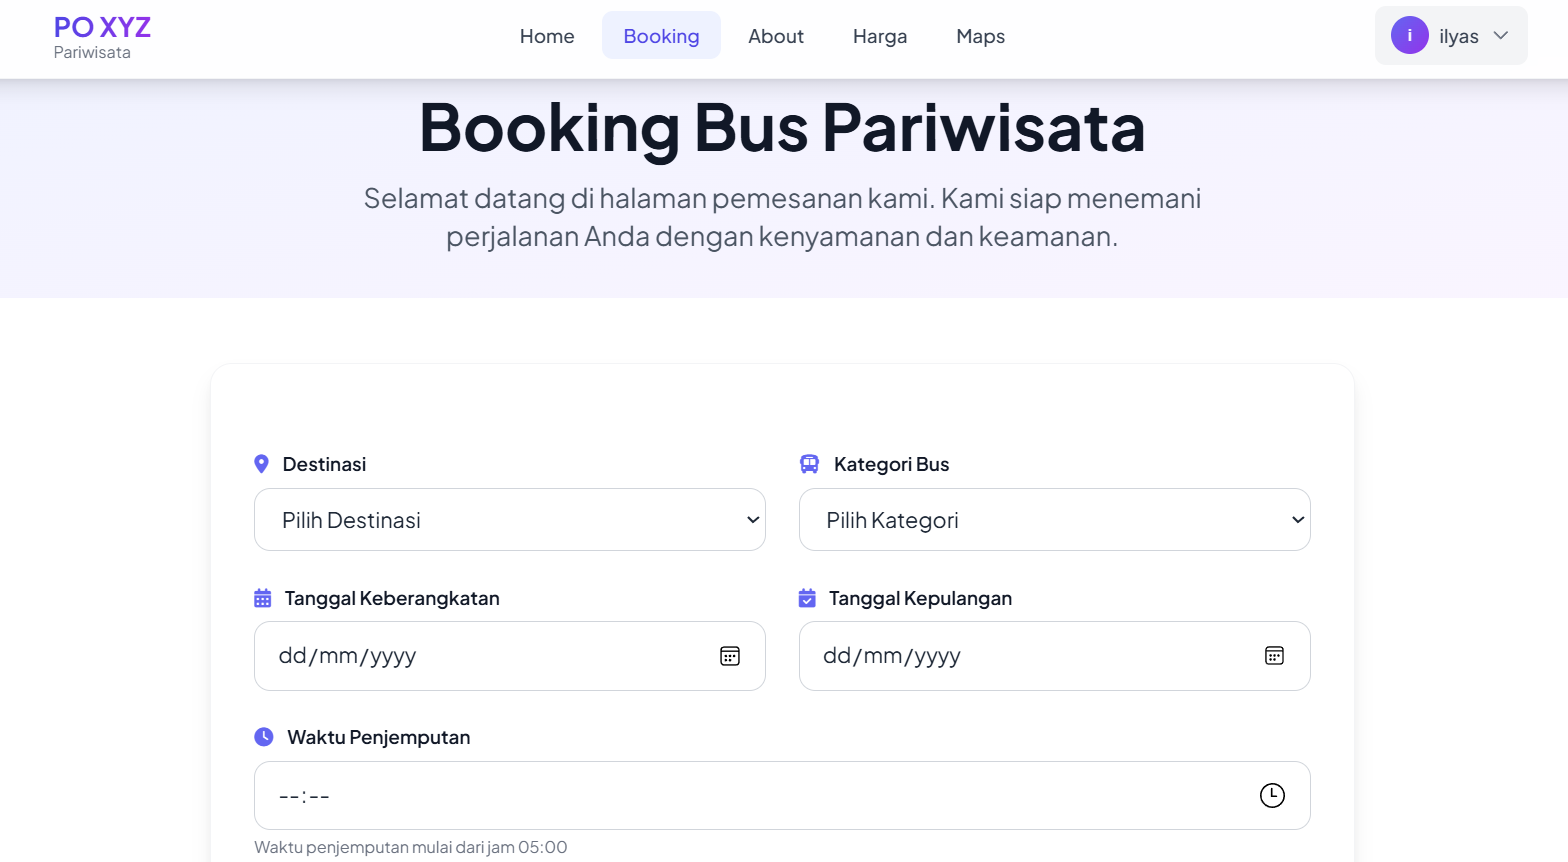 PO XYZ
Pariwisata
Home
Booking
About
Harga
Maps
i
ilyas
Booking Bus Pariwisata
Selamat datang di halaman pemesanan kami. Kami siap menemani
perjalanan Anda dengan kenyamanan dan keamanan.
Destinasi
Kategori Bus
Pilih Destinasi
Pilih Kategori
Tanggal Keberangkatan
Tanggal Kepulangan
dd/mm/yyyy
dd/mm/yyyy
Waktu Penjemputan
--:--
Waktu penjemputan mulai dari jam 05:00